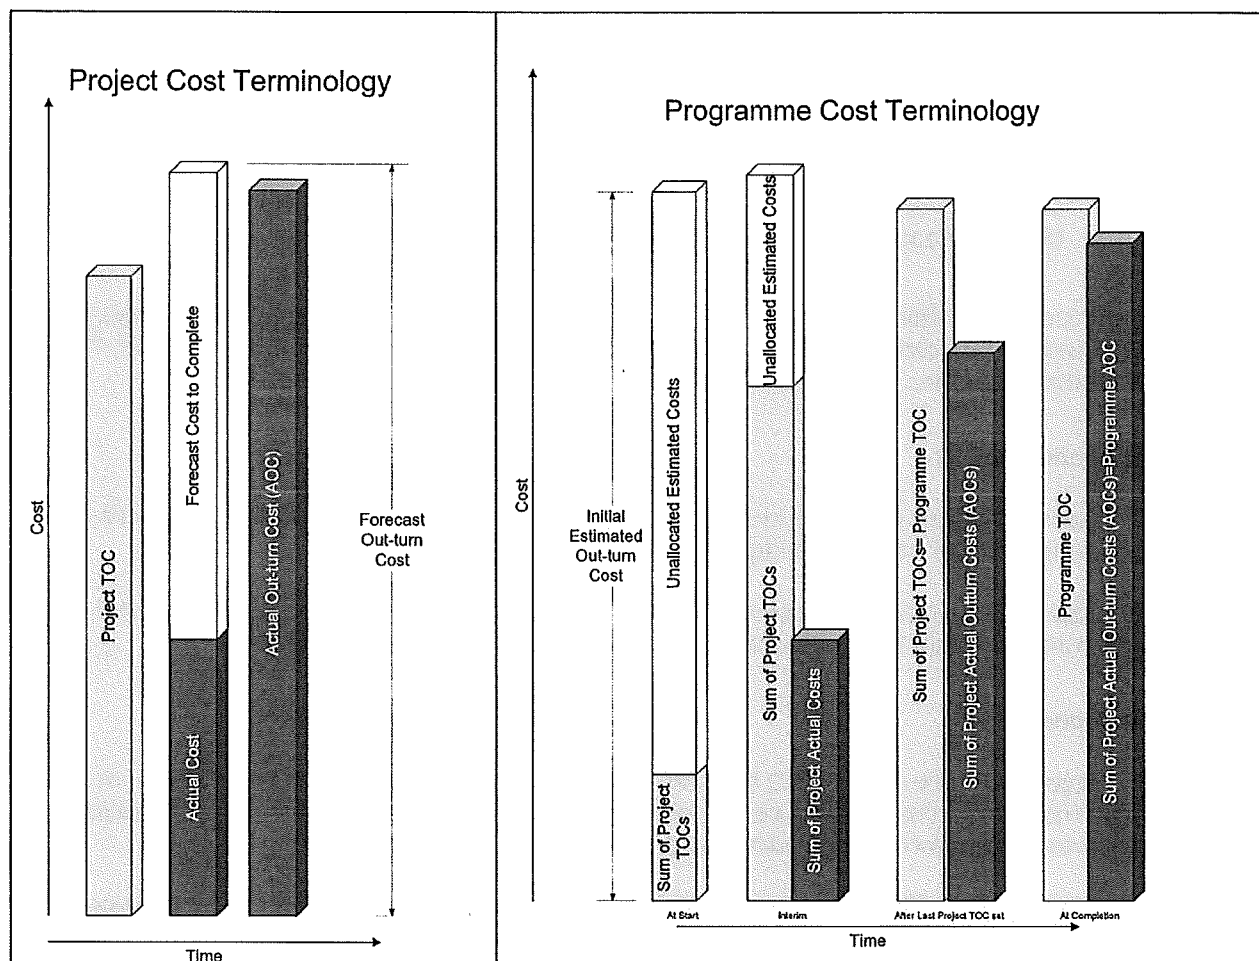 Project Cost Terminology
Cost
Project TOC
Forecast Cost to Complete
Actual Cost
Actual Out-turn Cost (AOC)
Forecast
Out-turn
Cost
Time
Programme Cost Terminology
Cost
Initial
Estimated
Out-turn
Cost
Unallocated Estimated Costs
Sum of Project
TOCs
Unallocated Estimated Costs
Sum of Project TOCs
Sum of Project Actual Costs
Sum of Project TOCs= Programme TOC
Sum of Project Actual Outturn Costs (AOCs)
Programme TOC
Sum of Project Actual Out-turn Costs (AOCs)=Programme AOC
At Start
Interim
After Last Project TOC set
At Completion
Time